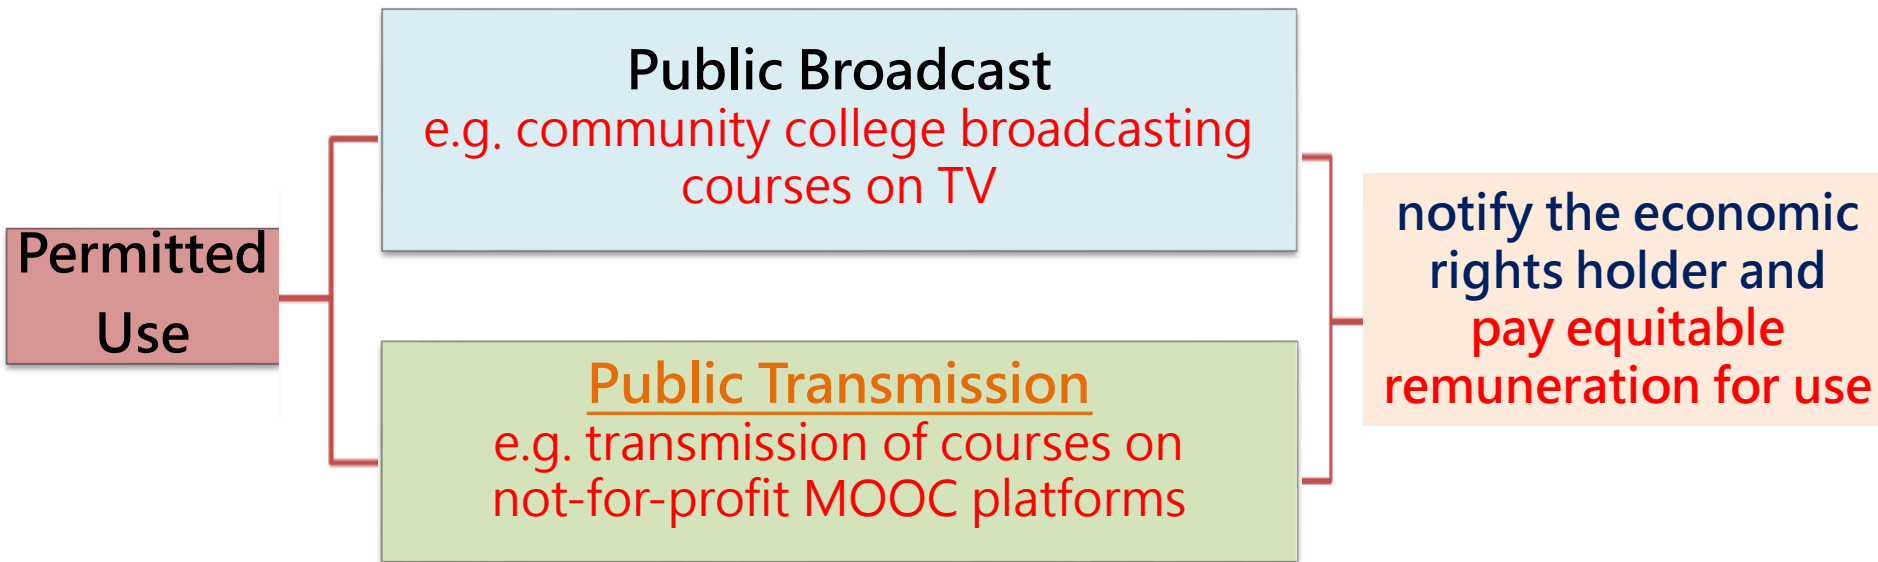 Permitted
Use
Public Broadcast
e.g. community college broadcasting
courses on TV
Public Transmission
e.g. transmission of courses on
not-for-profit MOOC platforms
notify the economic
rights holder and
pay equitable
remuneration for use